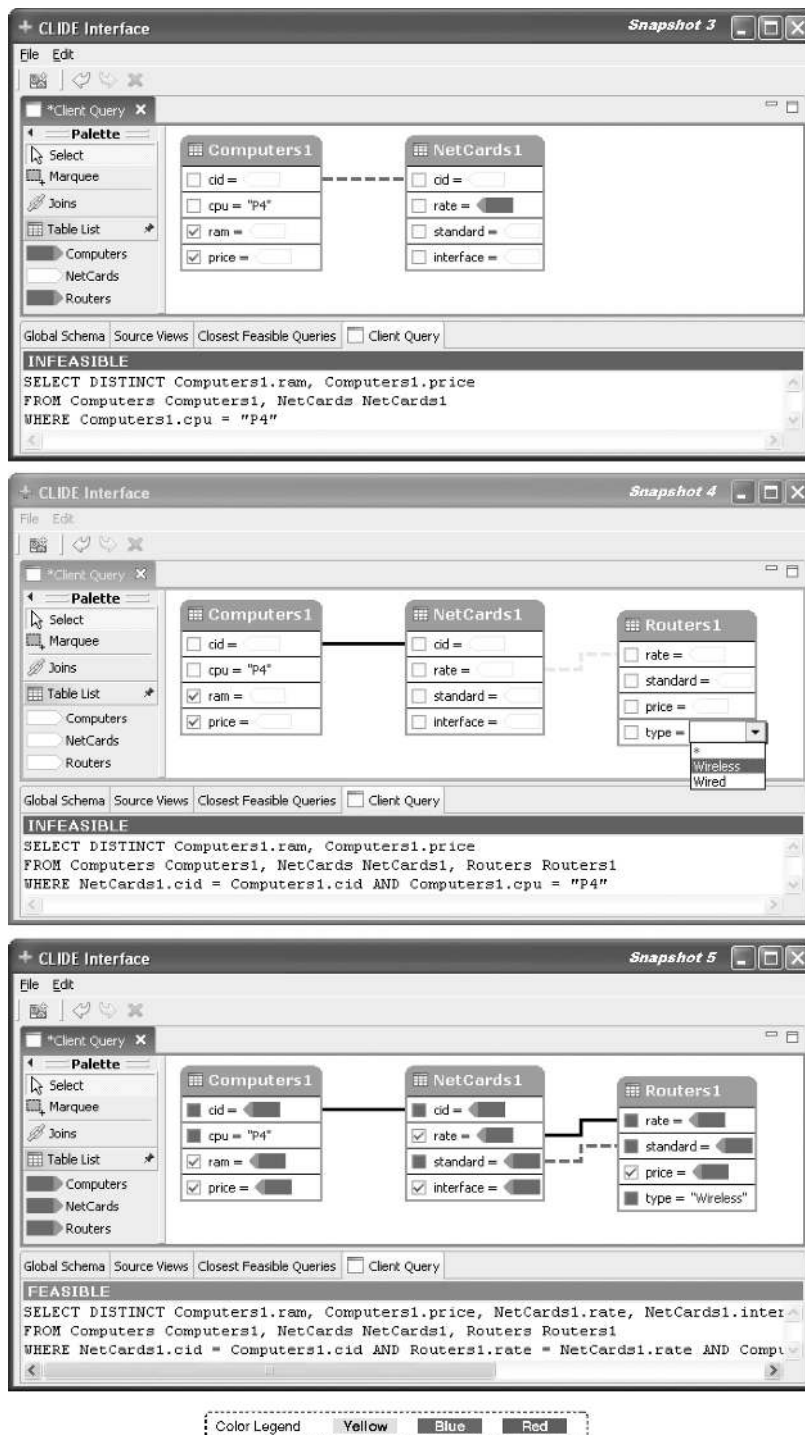 CLIDE Interface Snapshot 3
File Edit
*Client Query
Palette
Select
Marquee
Joins
Table List
Computers
NetCards
Routers
Computers1
cid =
cpu = "P4"
ram =
price =
NetCards1
cid =
rate =
standard =
interface =
Global Schema Source Views Closest Feasible Queries Client Query
INFEASIBLE
SELECT DISTINCT Computers1.ram, Computers1.price
FROM Computers Computers1, NetCards NetCards1
WHERE Computers1.cpu = "P4"
CLIDE Interface Snapshot 4
File Edit
*Client Query
Palette
Select
Marquee
Joins
Table List
Computers
NetCards
Routers
Computers1
cid =
cpu = "P4"
ram =
price =
NetCards1
cid =
rate =
standard =
interface =
Routers1
rate =
standard =
price =
type =
*
Wireless
Wired
Global Schema Source Views Closest Feasible Queries Client Query
INFEASIBLE
SELECT DISTINCT Computers1.ram, Computers1.price
FROM Computers Computers1, NetCards NetCards1, Routers Routers1
WHERE NetCards1.cid = Computers1.cid AND Computers1.cpu = "P4"
CLIDE Interface Snapshot 5
File Edit
*Client Query
Palette
Select
Marquee
Joins
Table List
Computers
NetCards
Routers
Computers1
cid =
cpu = "P4"
ram =
price =
NetCards1
cid =
rate =
standard =
interface =
Routers1
rate =
standard =
price =
type = "Wireless"
Global Schema Source Views Closest Feasible Queries Client Query
FEASIBLE
SELECT DISTINCT Computers1.ram, Computers1.price, NetCards1.rate, NetCards1.inter
FROM Computers Computers1, NetCards NetCards1, Routers Routers1
WHERE NetCards1.cid = Computers1.cid AND Routers1.rate = NetCards1.rate AND Compu
Color Legend Yellow Blue Red